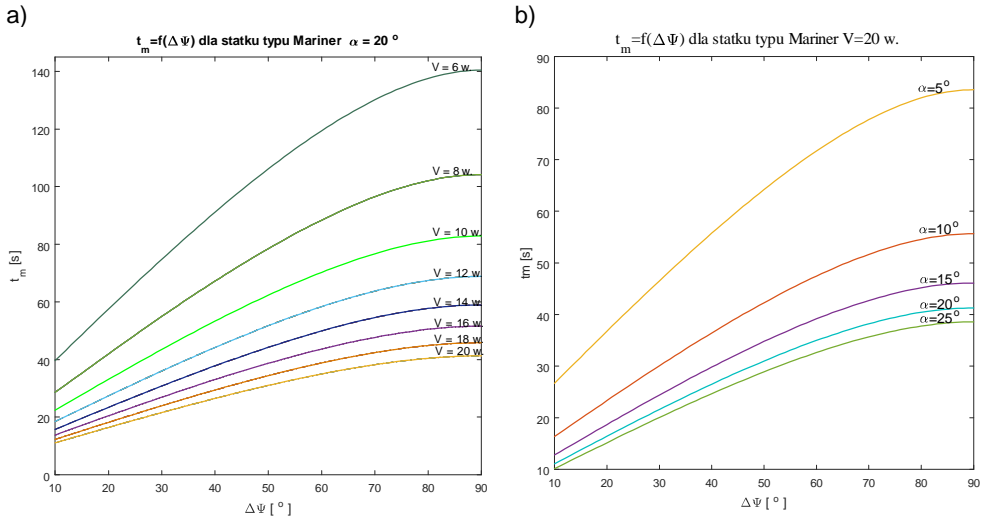 a)
t_m=f(ΔΨ) dla statku typu Mariner α = 20 °
t_m [s]
140
120
100
80
60
40
20
0
V = 6 w.
V = 8 w.
V = 10 w.
V = 12 w.
V = 14 w.
V = 16 w.
V = 18 w.
V = 20 w.
10 20 30 40 50 60 70 80 90
ΔΨ [ ° ]
b)
t_m=f(ΔΨ) dla statku typu Mariner V=20 w.
tm [s]
90
80
70
60
50
40
30
20
10
α=5°
α=10°
α=15°
α=20°
α=25°
10 20 30 40 50 60 70 80 90
ΔΨ [ ° ]